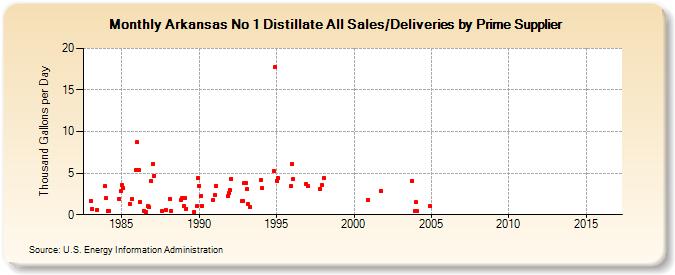 Monthly Arkansas No 1 Distillate All Sales/Deliveries by Prime Supplier
Thousand Gallons per Day
20
15
10
5
0
1985 1990 1995 2000 2005 2010 2015
Source: U.S. Energy Information Administration